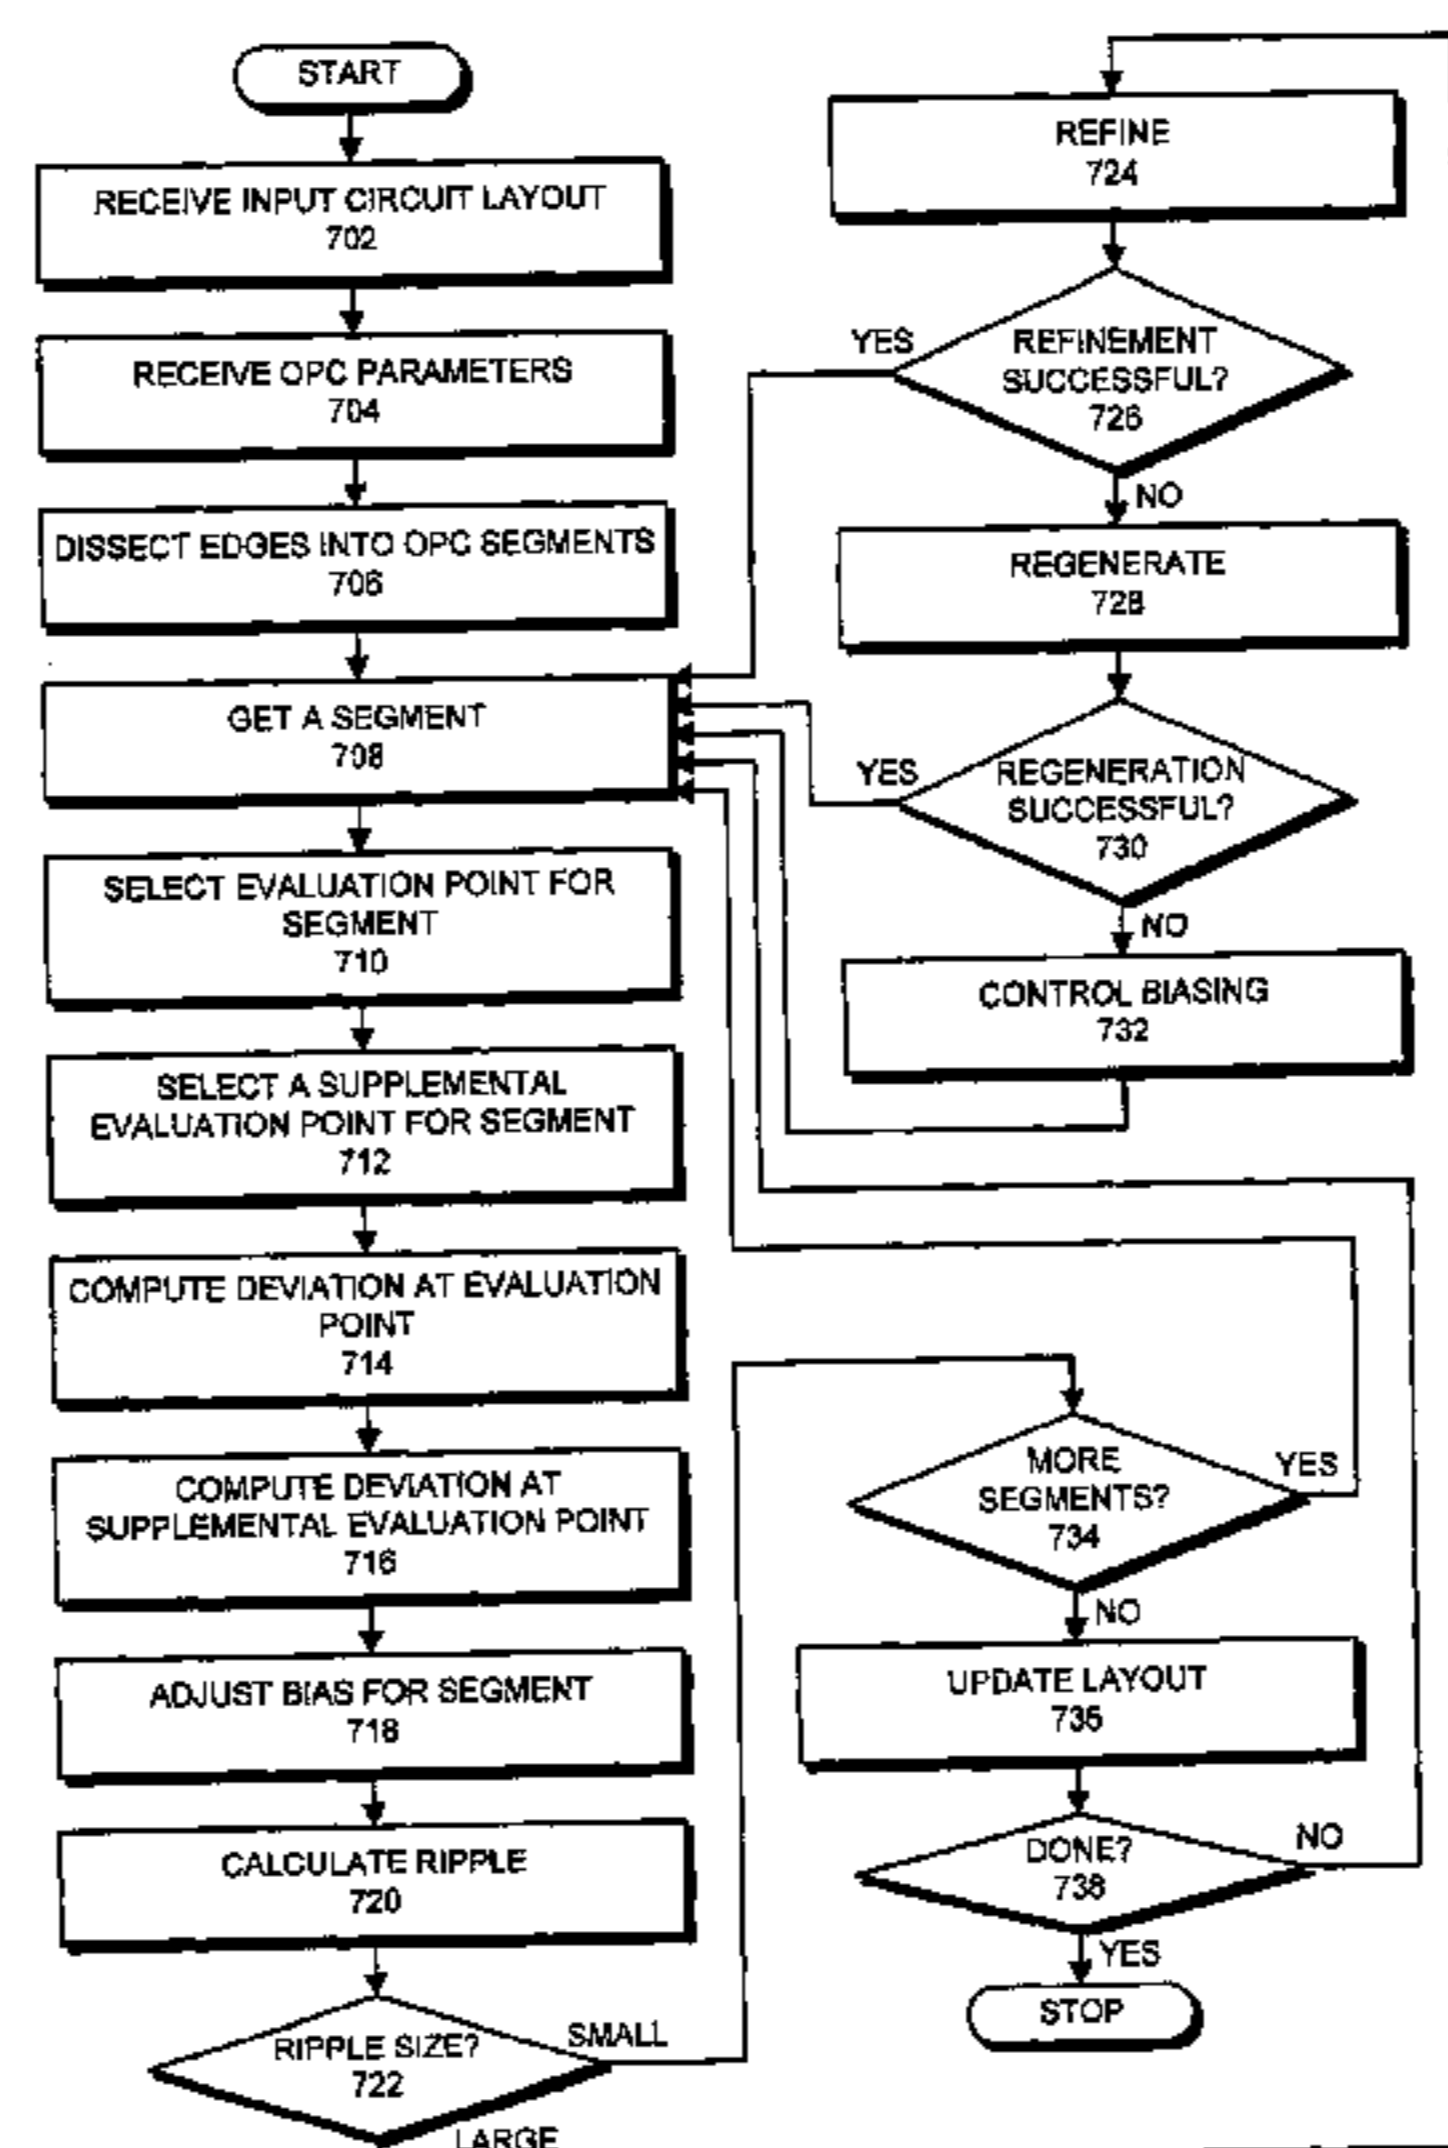 START
RECEIVE INPUT CIRCUIT LAYOUT
702
RECEIVE OPC PARAMETERS
704
DISSECT EDGES INTO OPC SEGMENTS
706
GET A SEGMENT
708
SELECT EVALUATION POINT FOR
SEGMENT
710
SELECT A SUPPLEMENTAL
EVALUATION POINT FOR SEGMENT
712
COMPUTE DEVIATION AT EVALUATION
POINT
714
COMPUTE DEVIATION AT
SUPPLEMENTAL EVALUATION POINT
716
ADJUST BIAS FOR SEGMENT
718
CALCULATE RIPPLE
720
RIPPLE SIZE?
722
SMALL
LARGE
REFINE
724
REFINEMENT
SUCCESSFUL?
726
YES
NO
REGENERATE
728
REGENERATION
SUCCESSFUL?
730
YES
NO
CONTROL BIASING
732
MORE
SEGMENTS?
734
YES
NO
UPDATE LAYOUT
736
DONE?
738
NO
YES
STOP